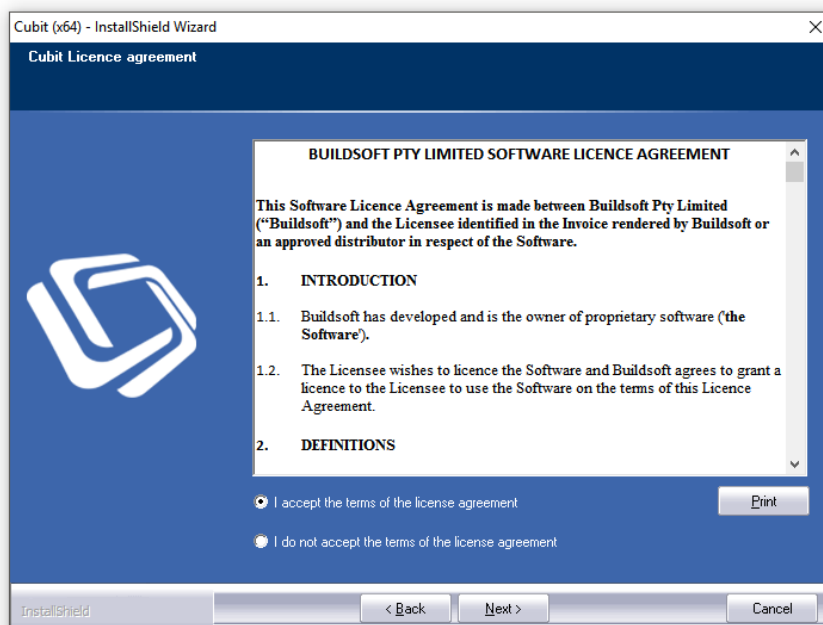 Cubit (x64) - InstallShield Wizard
Cubit Licence agreement
BUILDSOFT PTY LIMITED SOFTWARE LICENCE AGREEMENT
This Software Licence Agreement is made between Buildsoft Pty Limited
("Buildsoft") and the Licensee identified in the Invoice rendered by Buildsoft or
an approved distributor in respect of the Software.
1. INTRODUCTION
1.1. Buildsoft has developed and is the owner of proprietary software ('the
Software').
1.2. The Licensee wishes to licence the Software and Buildsoft agrees to grant a
licence to the Licensee to use the Software on the terms of this Licence
Agreement.
2. DEFINITIONS
I accept the terms of the license agreement
Print
I do not accept the terms of the license agreement
InstallShield
< Back
Next >
Cancel